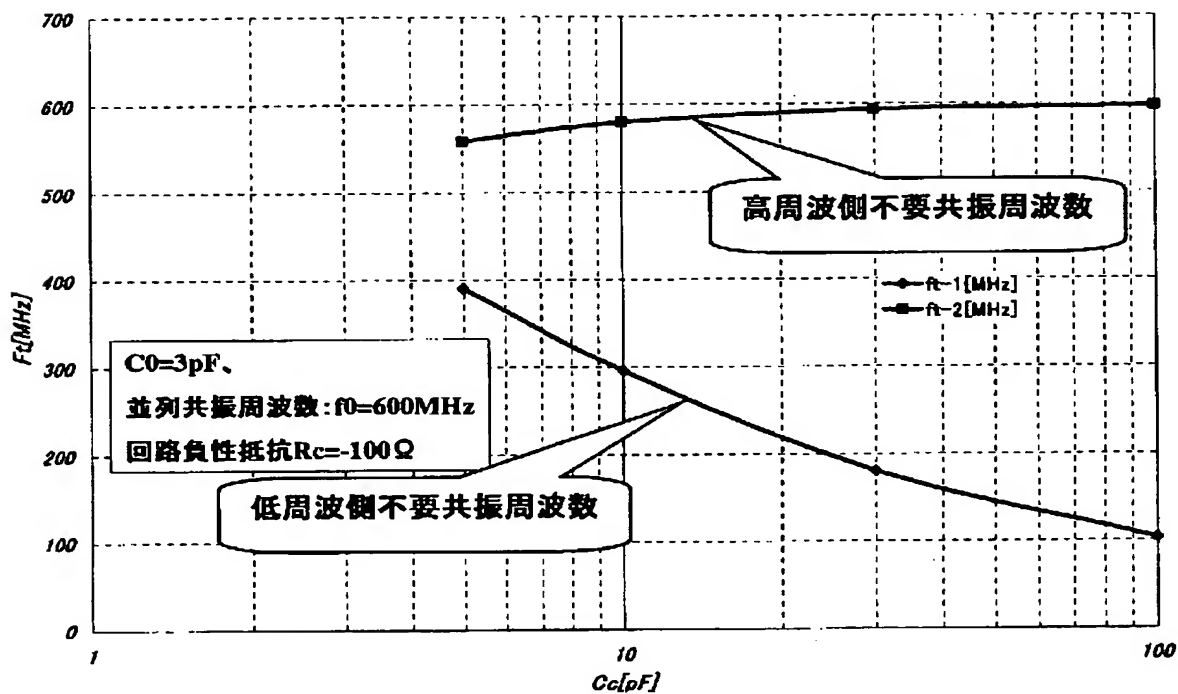 700
600
500
400
300
200
100
0
Ft[MHz]
高周波側不要共振周波数
ft-1[MHz]
ft-2[MHz]
C0=3pF、
並列共振周波数:f0=600MHz
回路負性抵抗Rc=-100Ω
低周波側不要共振周波数
1
10
100
Cc[pF]